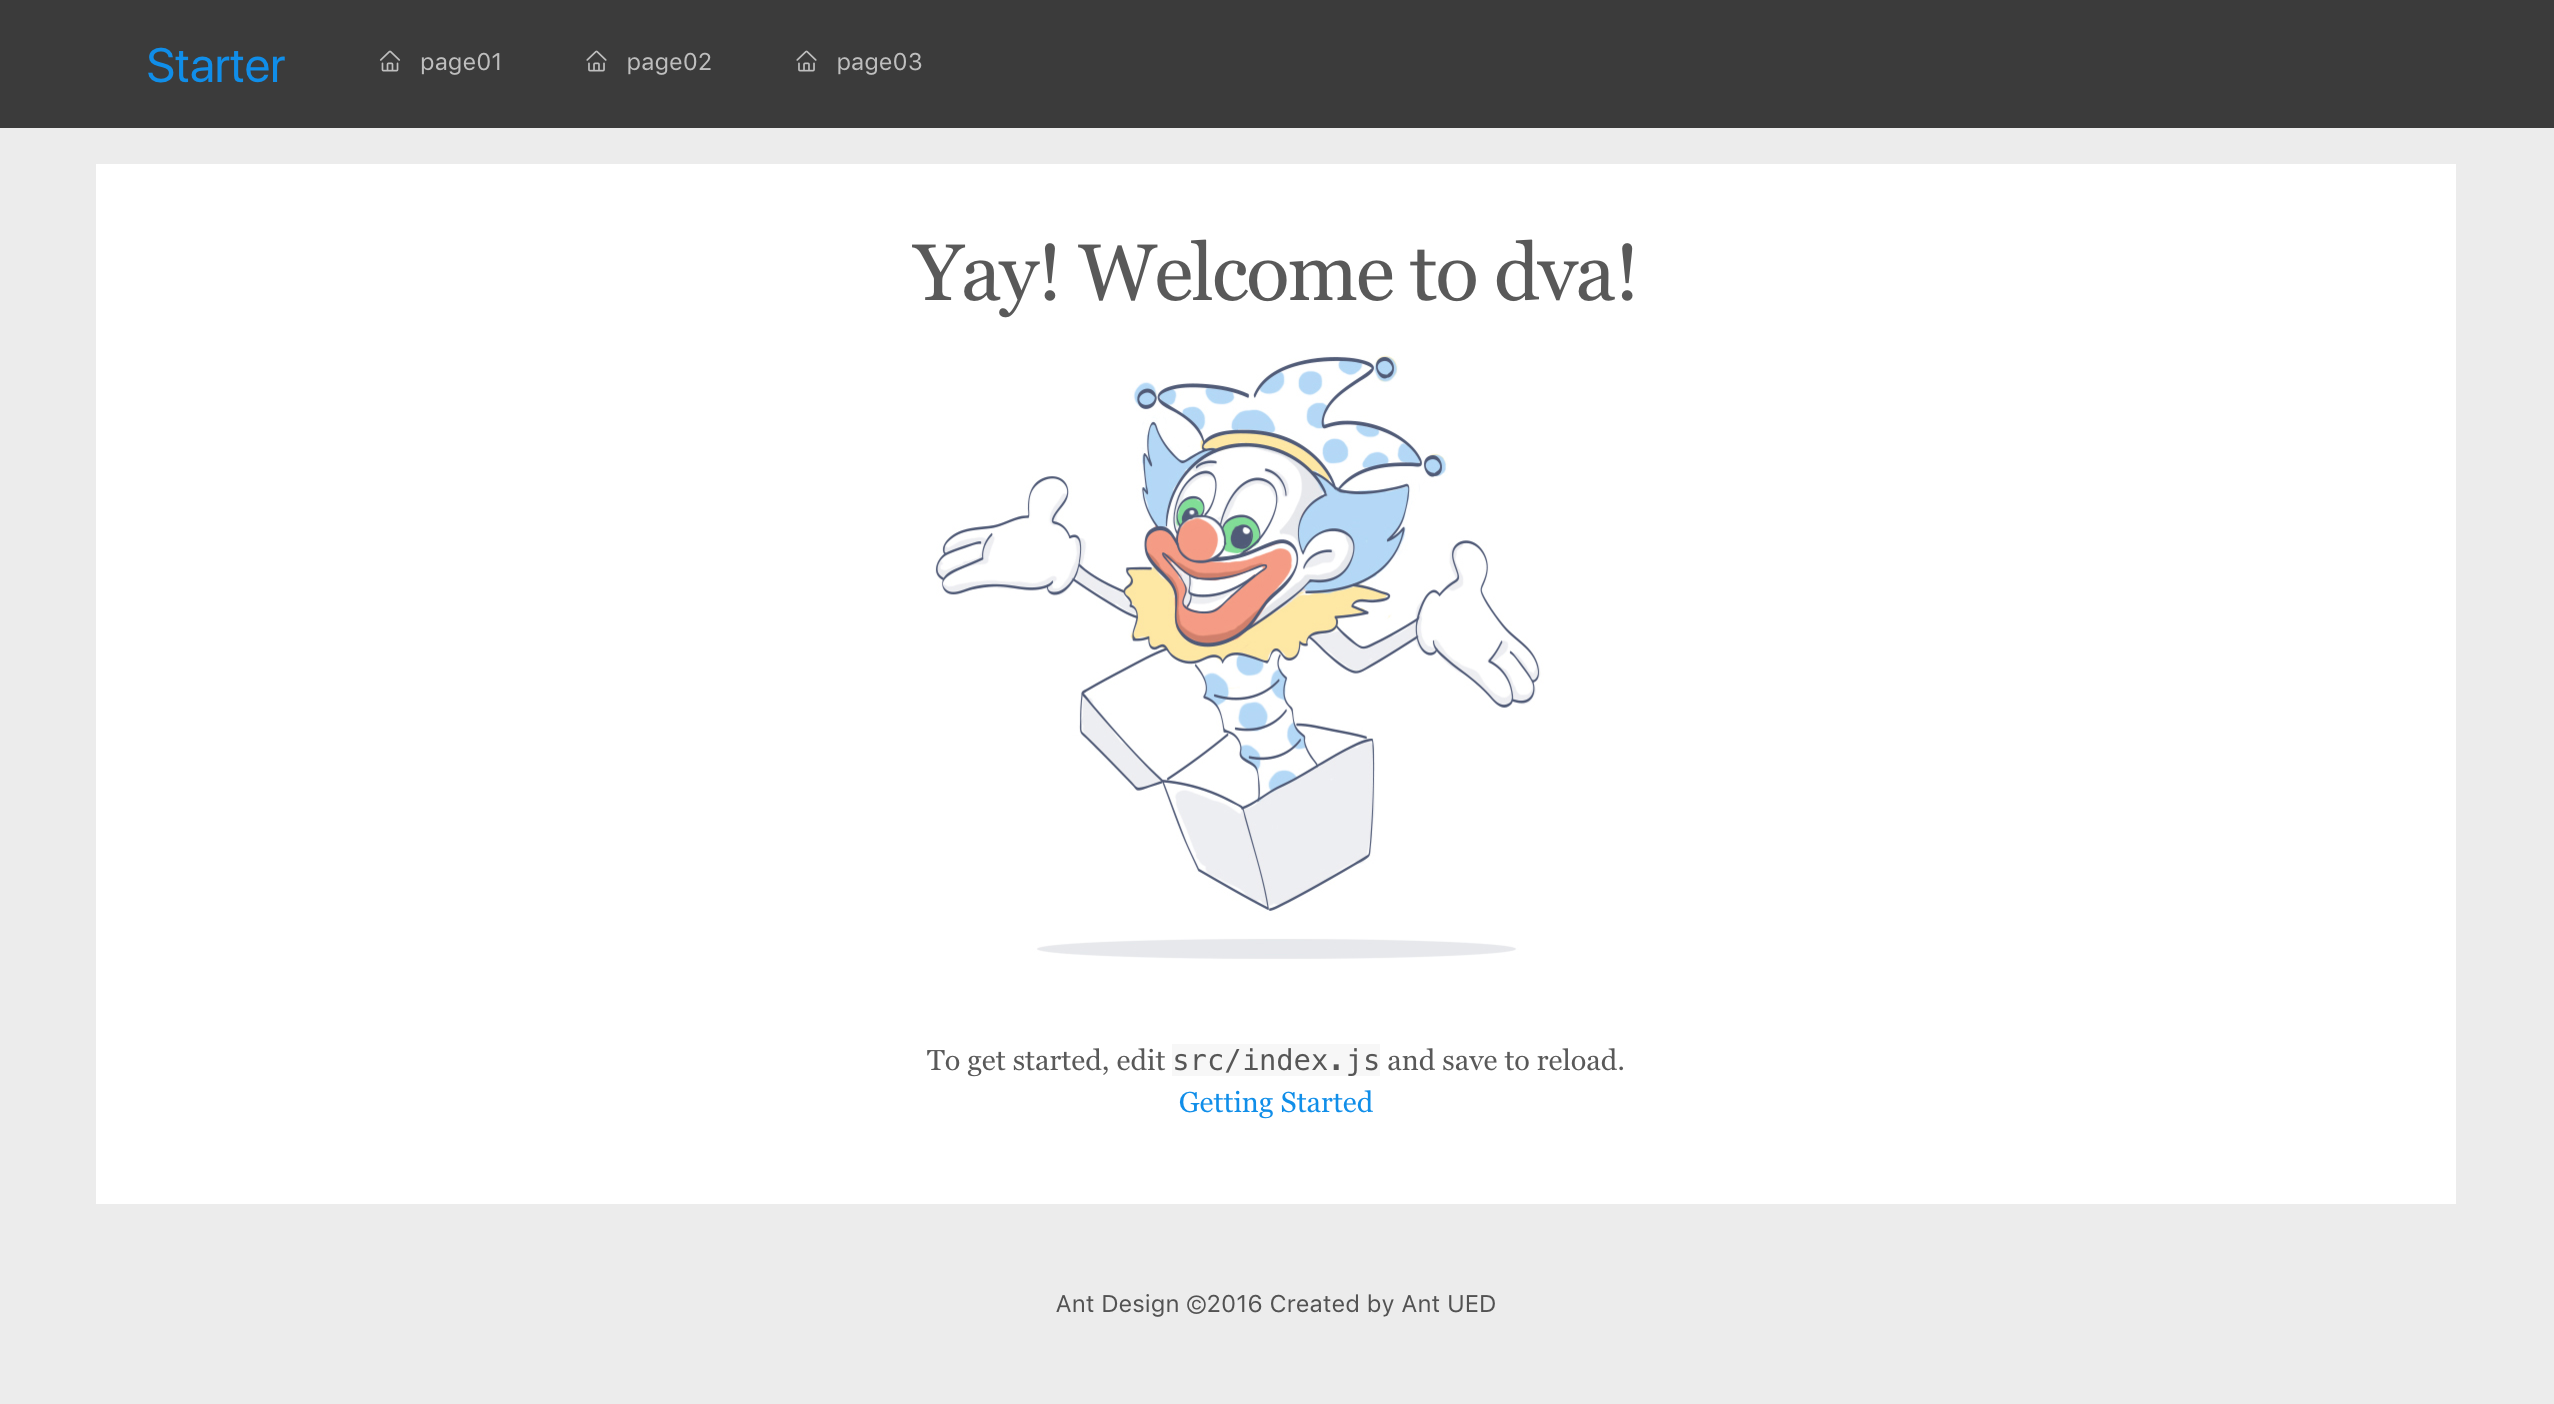 Starter
page01
page02
page03
Yay! Welcome to dva!
To get started, edit src/index.js and save to reload.
Getting Started
Ant Design ©2016 Created by Ant UED